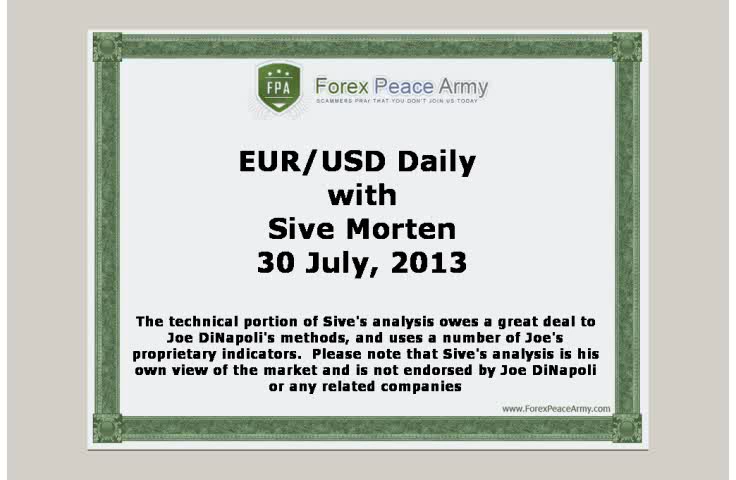 FPA
Forex Peace Army
SCAMMERS PRAY THAT YOU DON'T JOIN US TODAY
EUR/USD Daily
with
Sive Morten
30 July, 2013
The technical portion of Sive's analysis owes a great deal to
Joe DiNapoli's methods, and uses a number of Joe's
proprietary indicators.  Please note that Sive's analysis is his
own view of the market and is not endorsed by Joe DiNapoli
or any related companies
www.ForexPeaceArmy.com